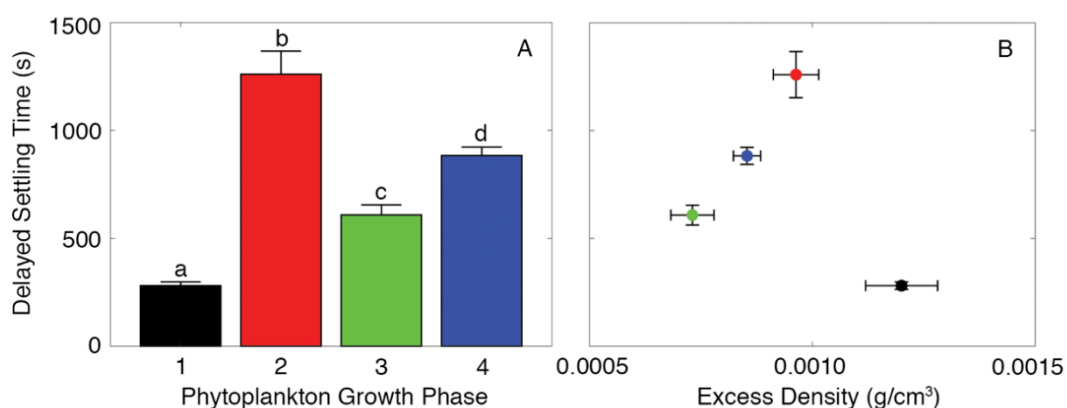 Delayed Settling Time (s)
1500
1000
500
0
A
a
b
c
d
1 2 3 4
Phytoplankton Growth Phase
B
0.0005 0.0010 0.0015
Excess Density (g/cm³)